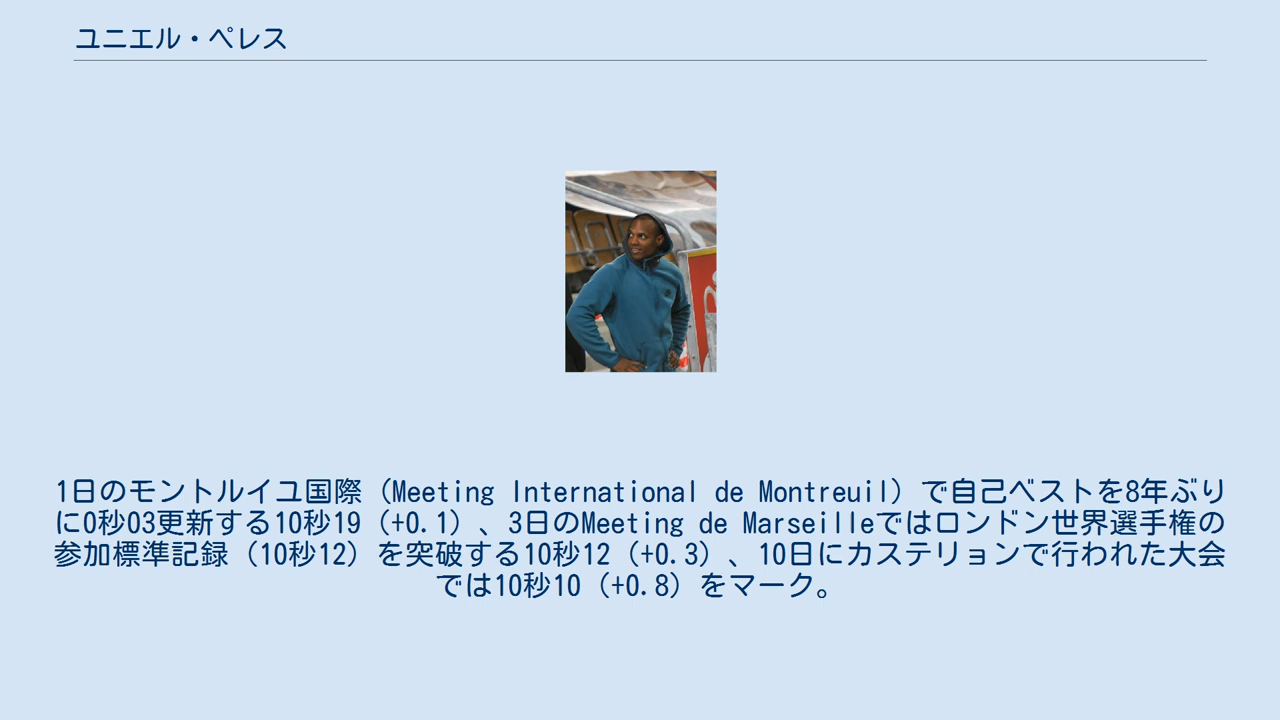 ユニエル・ペレス
1日のモントルイユ国際（Meeting International de Montreuil）で自己ベストを8年ぶり
に0秒03更新する10秒19（+0.1）、3日のMeeting de Marseilleではロンドン世界選手権の
参加標準記録（10秒12）を突破する10秒12（+0.3）、10日にカステリョンで行われた大会
では10秒10（+0.8）をマーク。